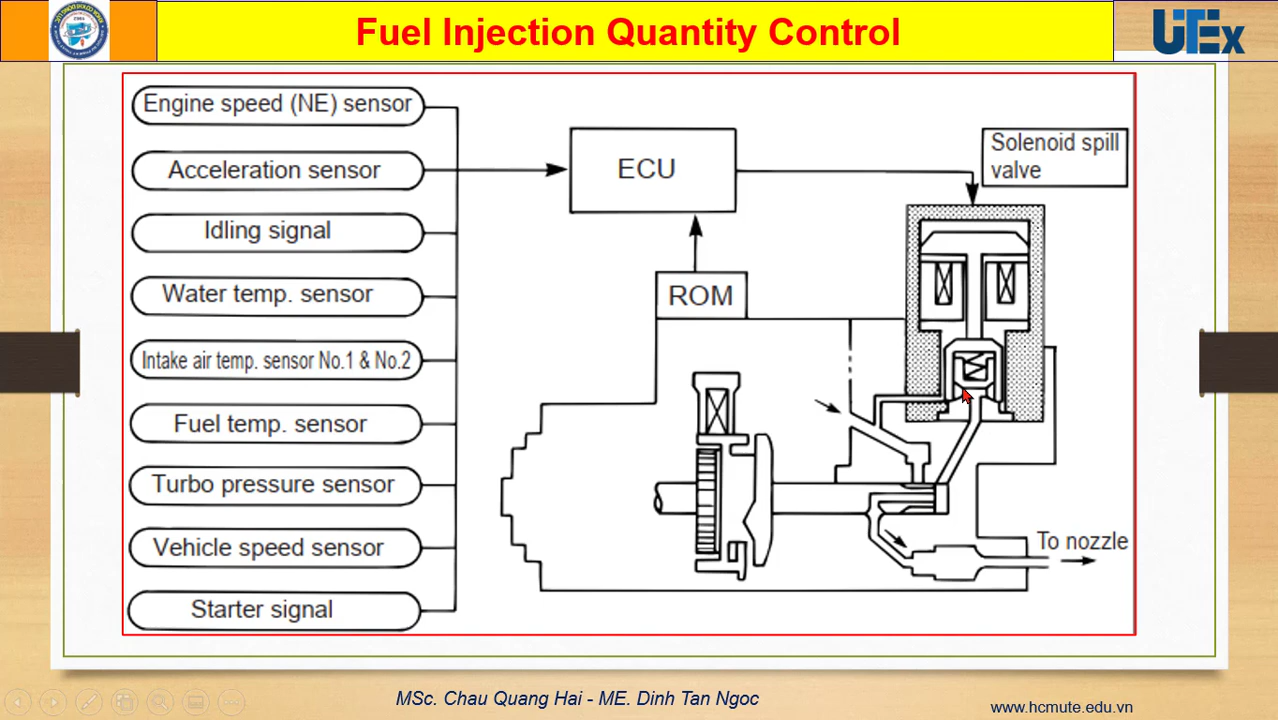 Fuel Injection Quantity Control
UTEx
Engine speed (NE) sensor
Acceleration sensor
Idling signal
Water temp. sensor
Intake air temp. sensor No.1 & No.2
Fuel temp. sensor
Turbo pressure sensor
Vehicle speed sensor
Starter signal
ECU
ROM
Solenoid spill
valve
To nozzle
MSc. Chau Quang Hai - ME. Dinh Tan Ngoc
www.hcmute.edu.vn